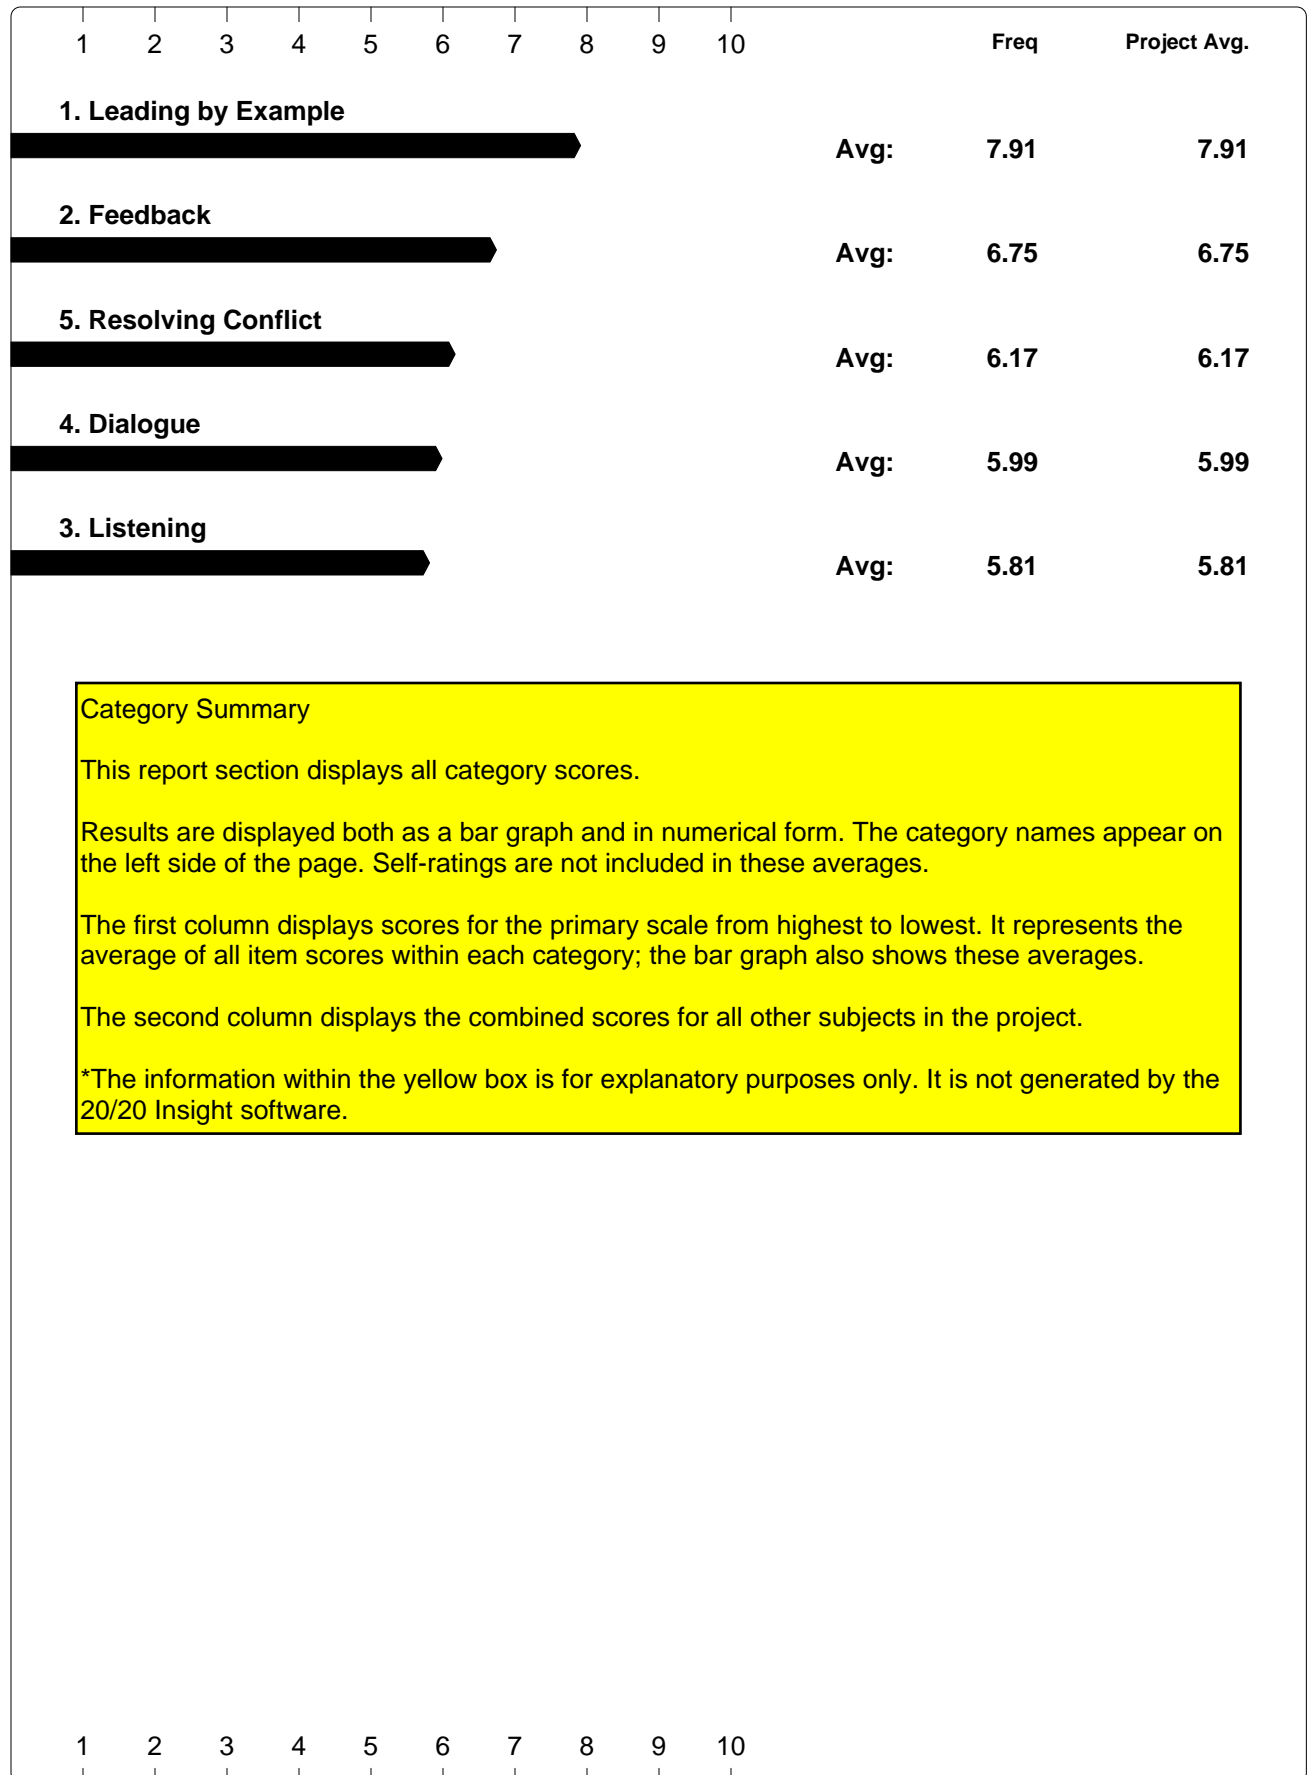 1 2 3 4 5 6 7 8 9 10 Freq Project Avg.
1. Leading by Example
Avg: 7.91 7.91
2. Feedback
Avg: 6.75 6.75
5. Resolving Conflict
Avg: 6.17 6.17
4. Dialogue
Avg: 5.99 5.99
3. Listening
Avg: 5.81 5.81
Category Summary
This report section displays all category scores.
Results are displayed both as a bar graph and in numerical form. The category names appear on
the left side of the page. Self-ratings are not included in these averages.
The first column displays scores for the primary scale from highest to lowest. It represents the
average of all item scores within each category; the bar graph also shows these averages.
The second column displays the combined scores for all other subjects in the project.
*The information within the yellow box is for explanatory purposes only. It is not generated by the
20/20 Insight software.
1 2 3 4 5 6 7 8 9 10